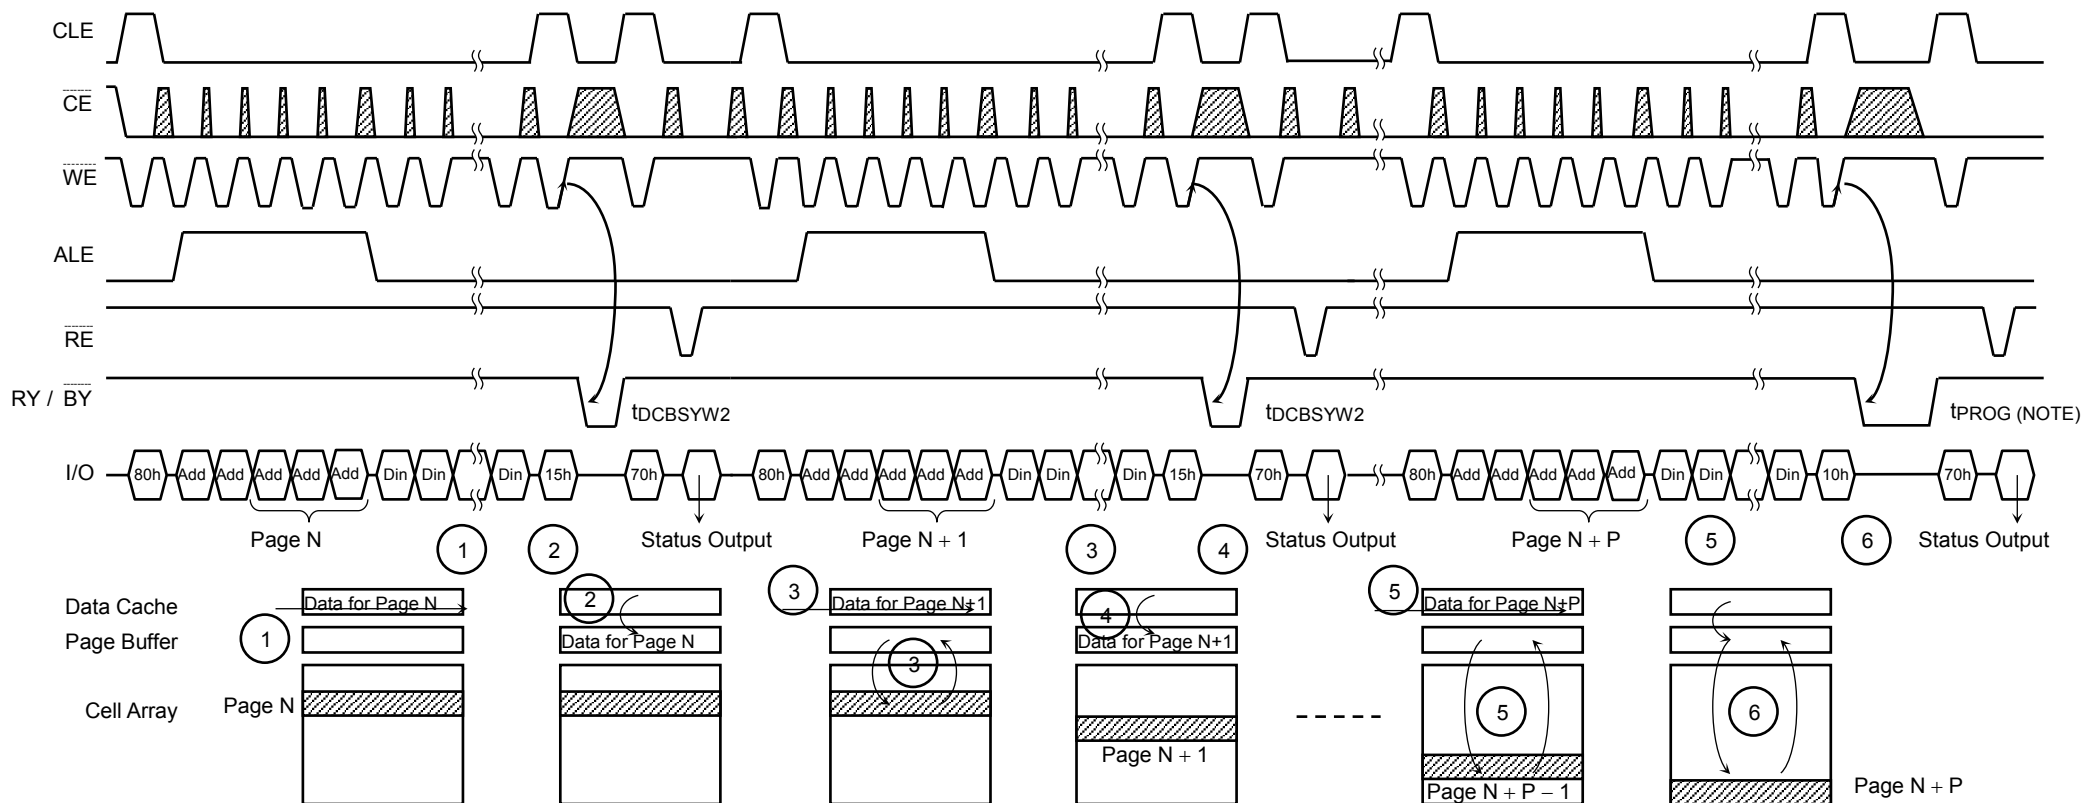 CLE
CE
WE
ALE
RE
RY / BY
tDCBSYW2
tDCBSYW2
tPROG (NOTE)
I/O
80h Add Add Add Add Add Din Din Din 15h 70h 80h Add Add Add Add Add Din Din Din 15h 70h 80h Add Add Add Add Add Din Din Din 10h 70h
Page N 1 2 Status Output Page N + 1 3 4 Status Output Page N + P 5 6 Status Output
Data Cache
Page Buffer
Cell Array
1
Data for Page N
Page N
2
Data for Page N
3
Data for Page N+1
3
4
Data for Page N+1
Page N + 1
5
Data for Page N+P
5
Page N + P − 1
6
Page N + P